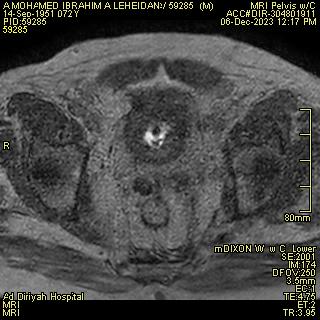 A MOHAMED IBRAHIM A LEHEIDAN:/ 59285 (M)
14-Sep-1951 072Y
PID:59285
59285
MRI Pelvis w/C
ACC#DIR-304801911
06-Dec-2023 12:17 PM
R
80mm
mDIXON W w C Lower
SE:2001
IM:174
DFOV:250
3.5mm
EC:1
TE:4.75
ET:2
TR:3.95
Ad Diriyah Hospital
MRI
MRI